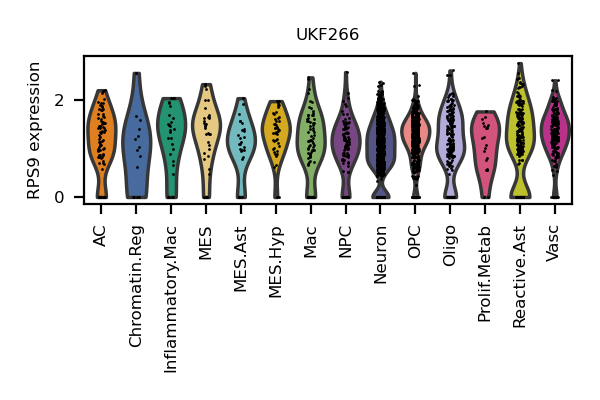 UKF266
RPS9 expression
2
0
AC
Chromatin.Reg
Inflammatory.Mac
MES
MES.Ast
MES.Hyp
Mac
NPC
Neuron
OPC
Oligo
Prolif.Metab
Reactive.Ast
Vasc